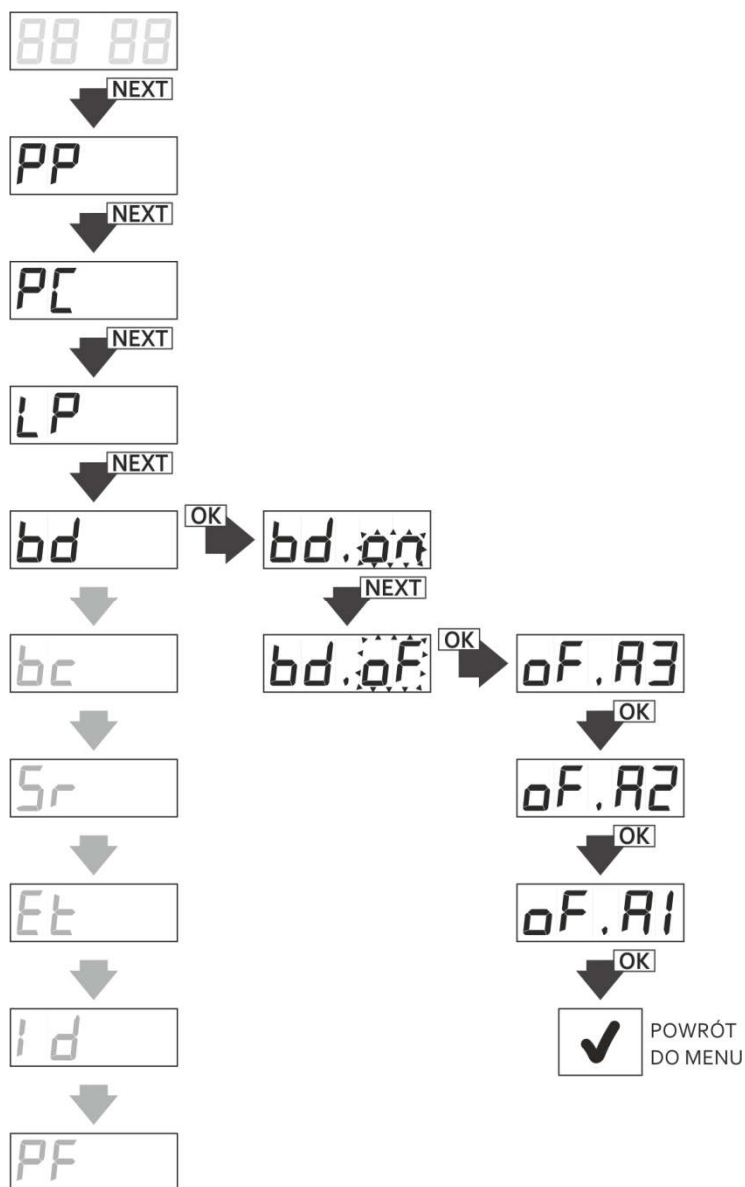 88 88
NEXT
PP
NEXT
PC
NEXT
LP
NEXT
bd
OK
bd.on
NEXT
bc
bd.oF
OK
oF.A3
OK
Sr
oF.A2
OK
Et
oF.A1
OK
Id
POWRÓT
DO MENU
PF